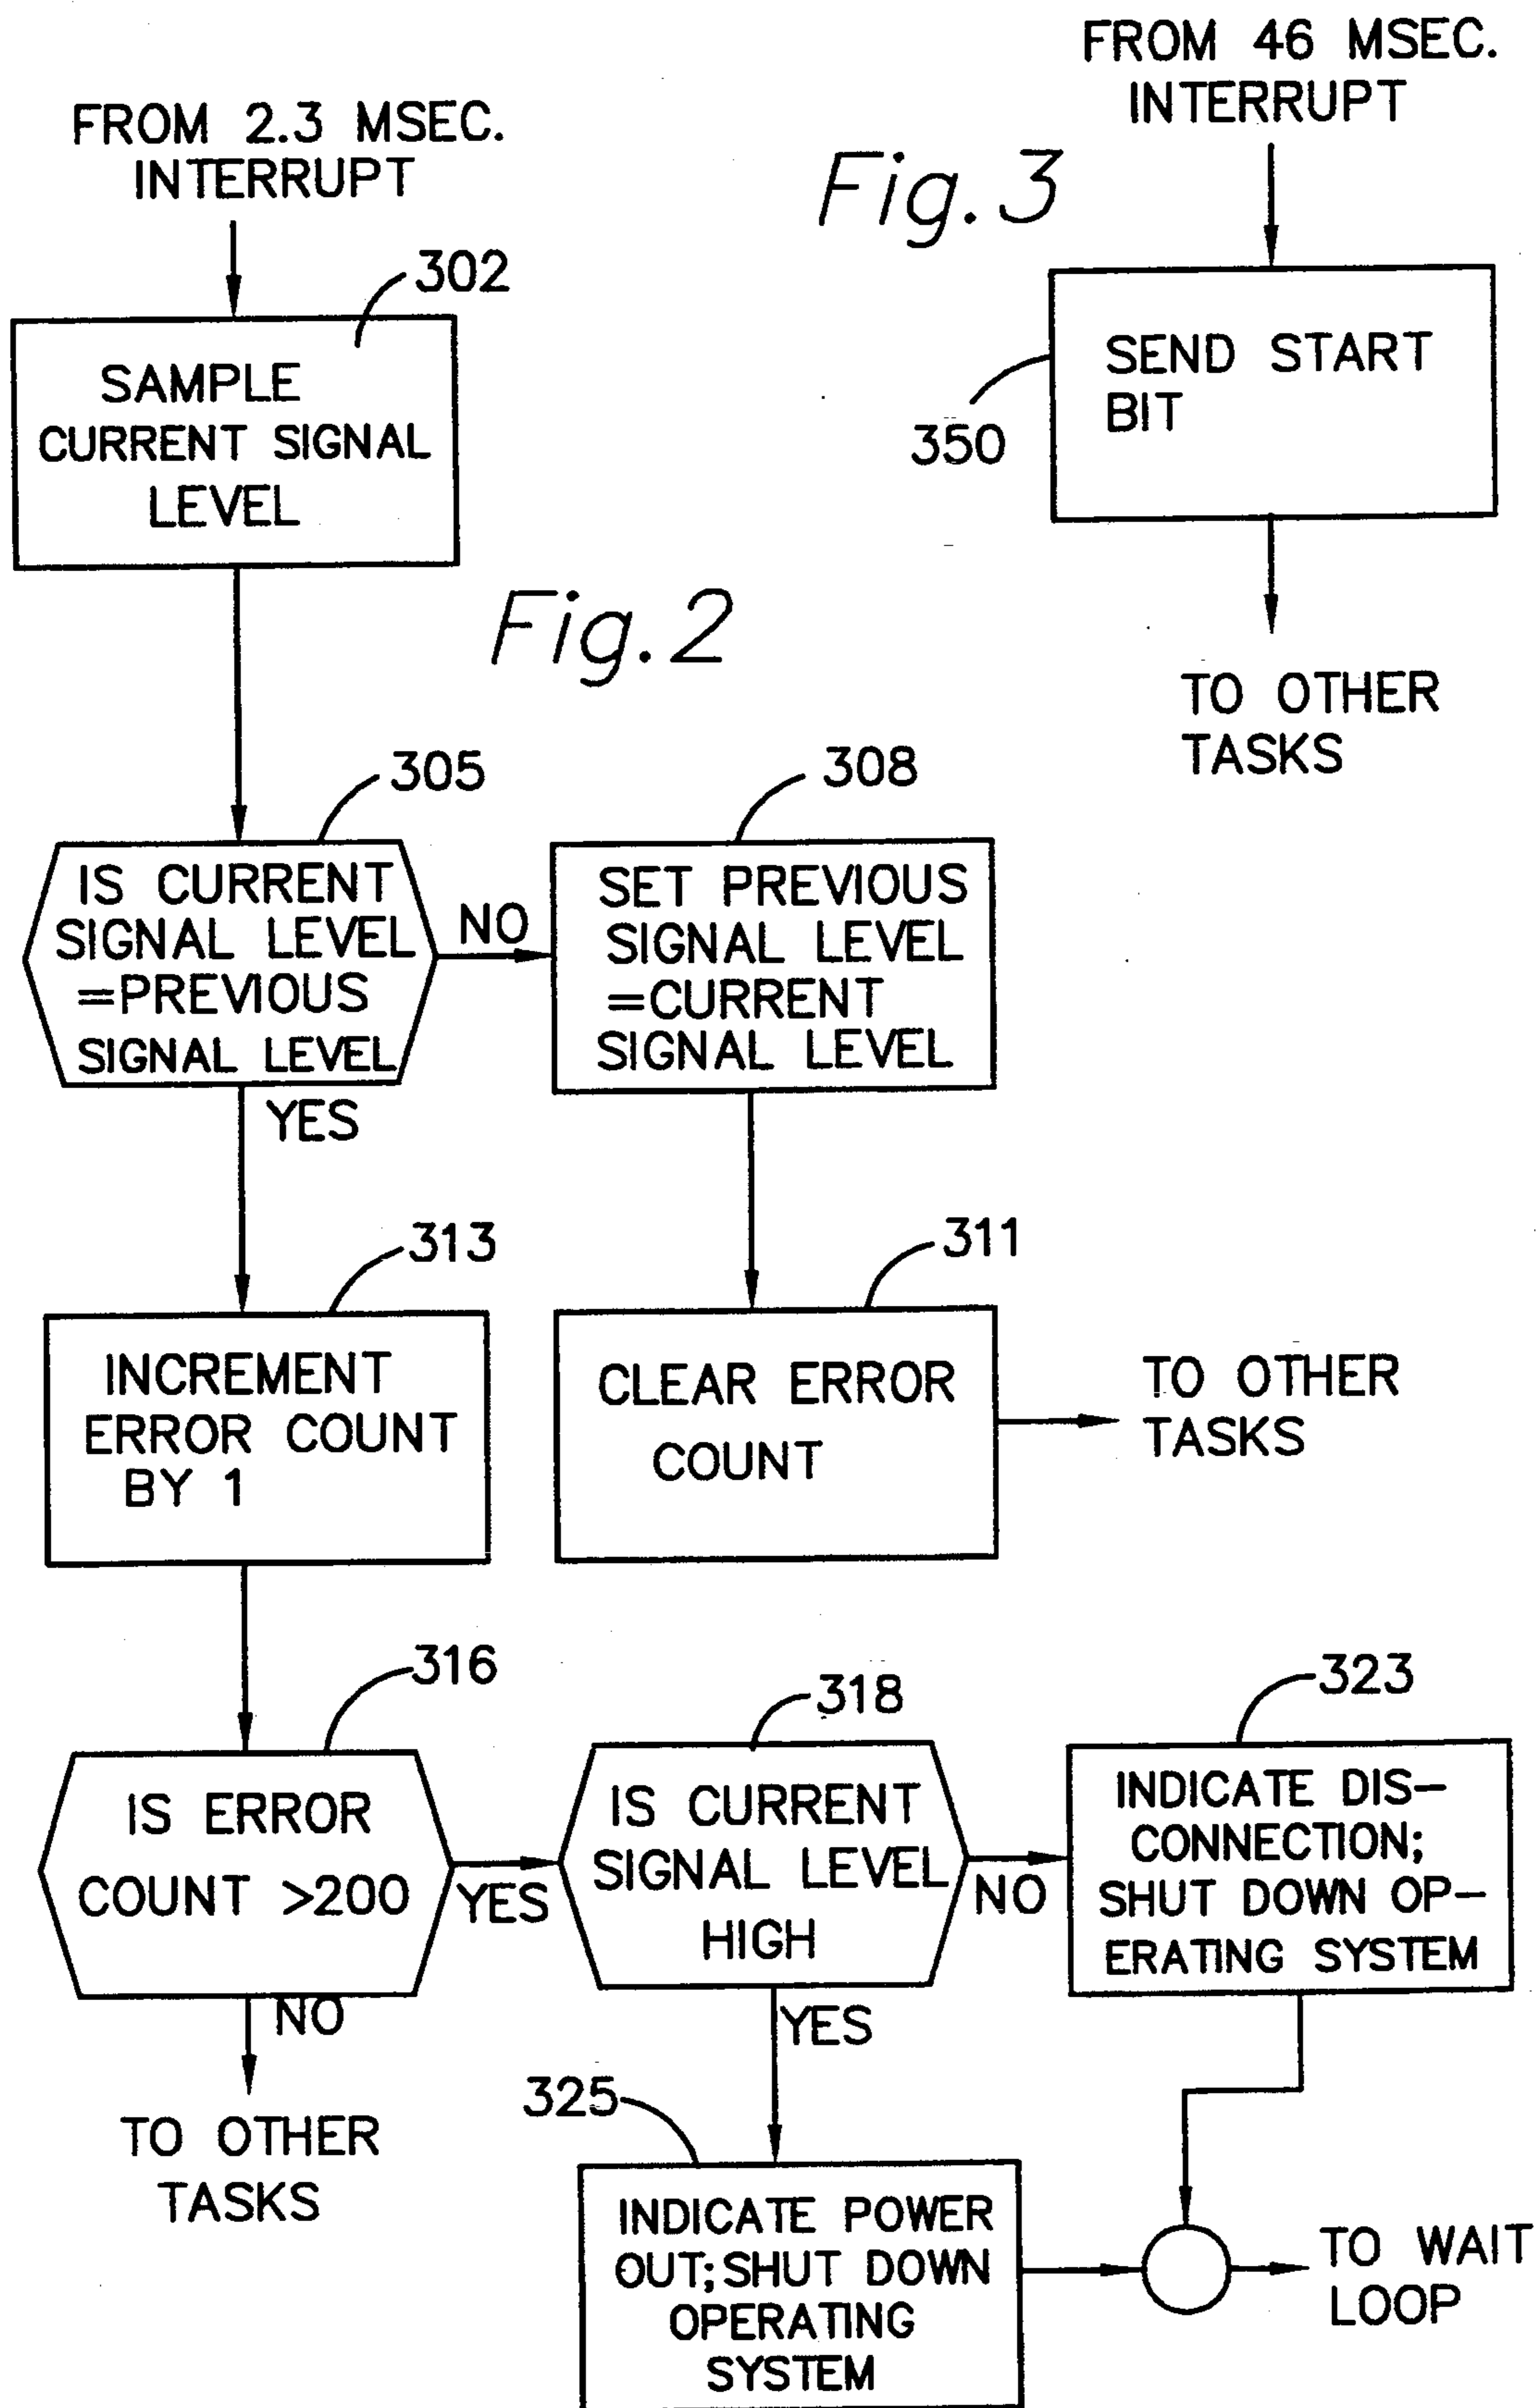 FROM 2.3 MSEC.
INTERRUPT
302
SAMPLE
CURRENT SIGNAL
LEVEL
Fig. 2
305
IS CURRENT
SIGNAL LEVEL
=PREVIOUS
SIGNAL LEVEL
NO
308
SET PREVIOUS
SIGNAL LEVEL
=CURRENT
SIGNAL LEVEL
YES
313
INCREMENT
ERROR COUNT
BY 1
311
CLEAR ERROR
COUNT
TO OTHER
TASKS
316
IS ERROR
COUNT >200
YES
NO
TO OTHER
TASKS
318
IS CURRENT
SIGNAL LEVEL
HIGH
NO
YES
323
INDICATE DIS-
CONNECTION;
SHUT DOWN OP-
ERATING SYSTEM
325
INDICATE POWER
OUT; SHUT DOWN
OPERATING
SYSTEM
TO WAIT
LOOP
Fig. 3
FROM 46 MSEC.
INTERRUPT
350
SEND START
BIT
TO OTHER
TASKS